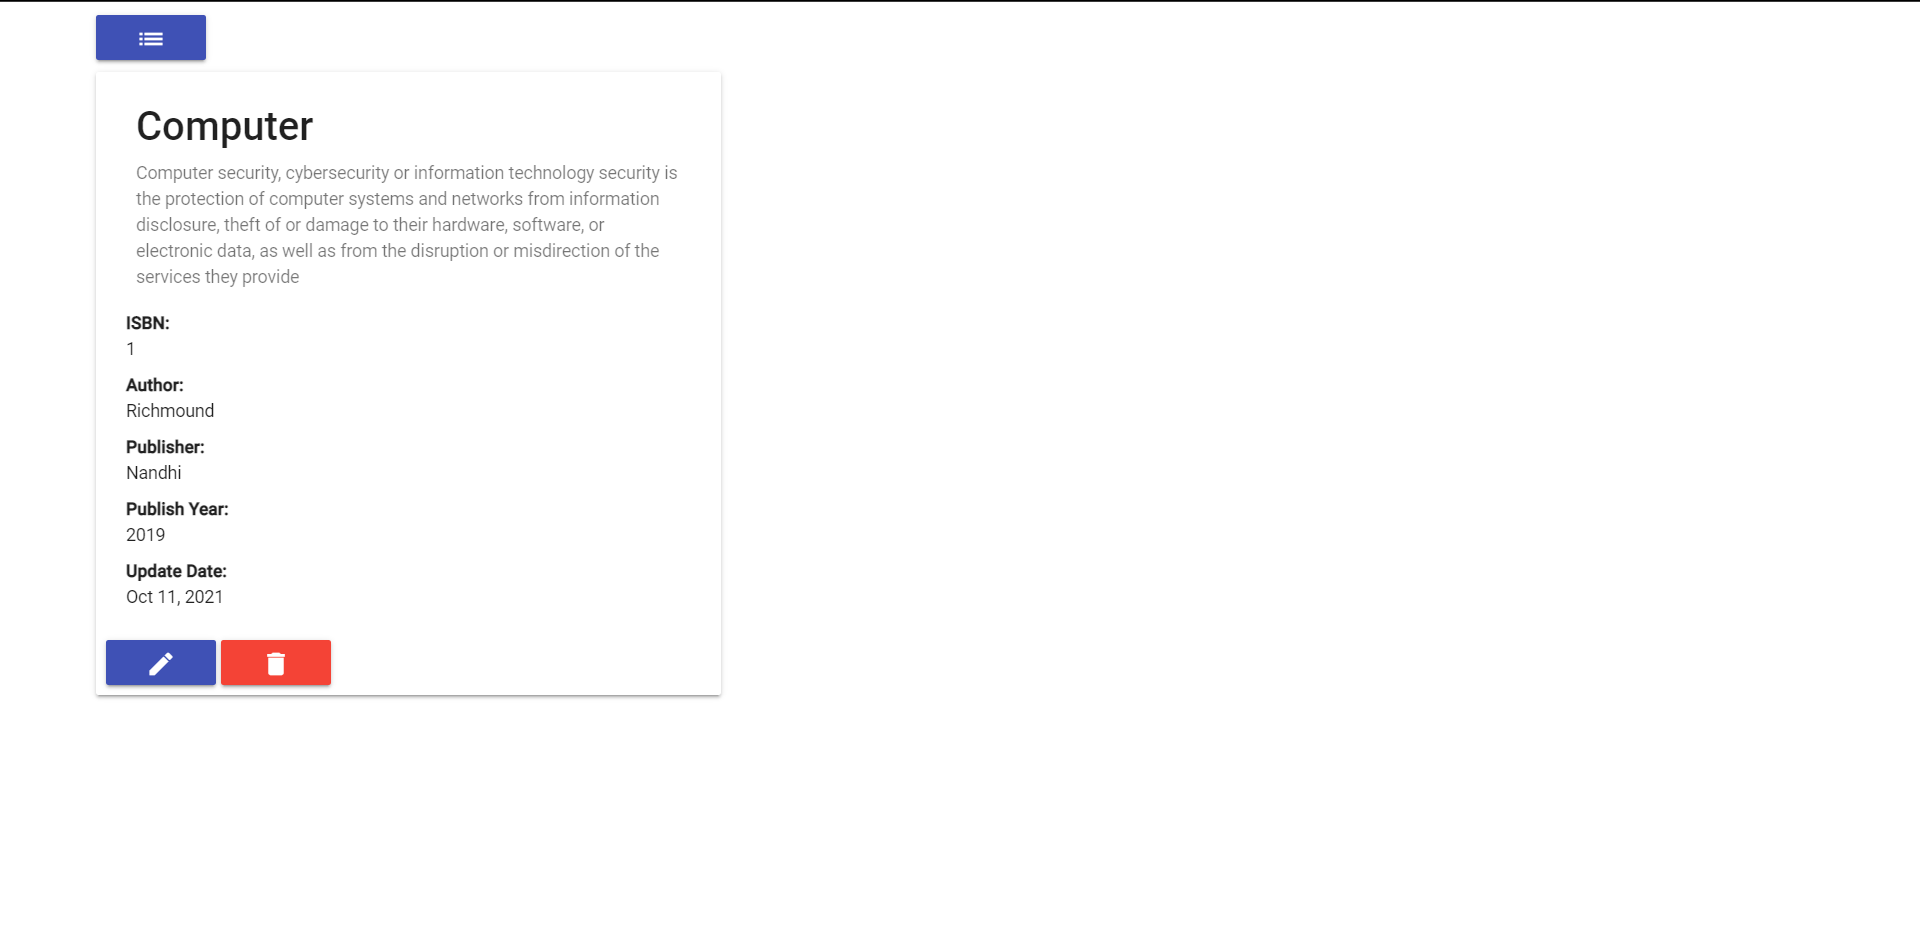 Computer
Computer security, cybersecurity or information technology security is
the protection of computer systems and networks from information
disclosure, theft of or damage to their hardware, software, or
electronic data, as well as from the disruption or misdirection of the
services they provide
ISBN:
1
Author:
Richmound
Publisher:
Nandhi
Publish Year:
2019
Update Date:
Oct 11, 2021